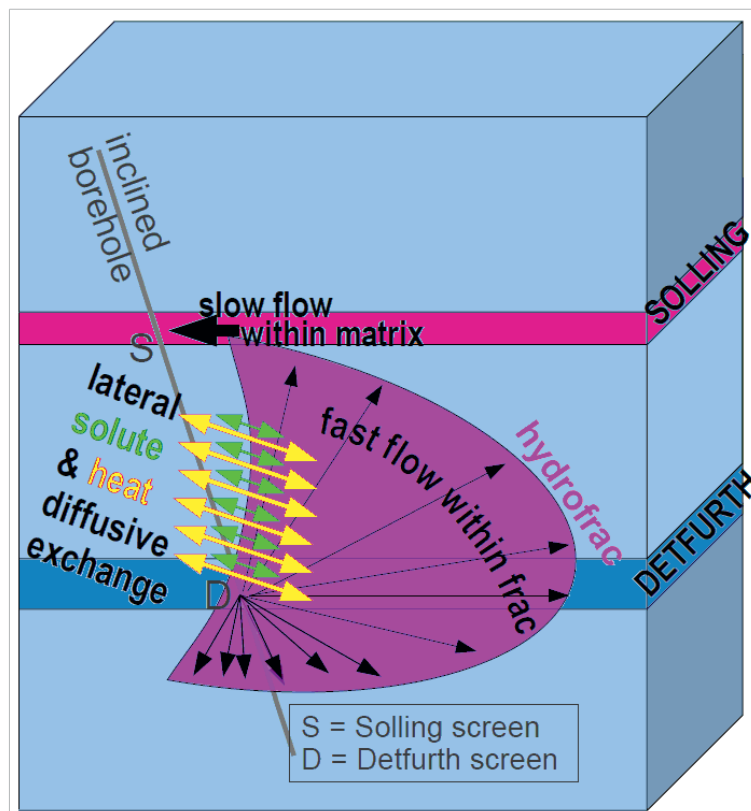 inclined
borehole
SOLLING
slow flow
within matrix
S
lateral
solute
& heat
diffusive
exchange
fast flow within frac
hydrofrac
DETFURTH
D
S = Solling screen
D = Detfurth screen